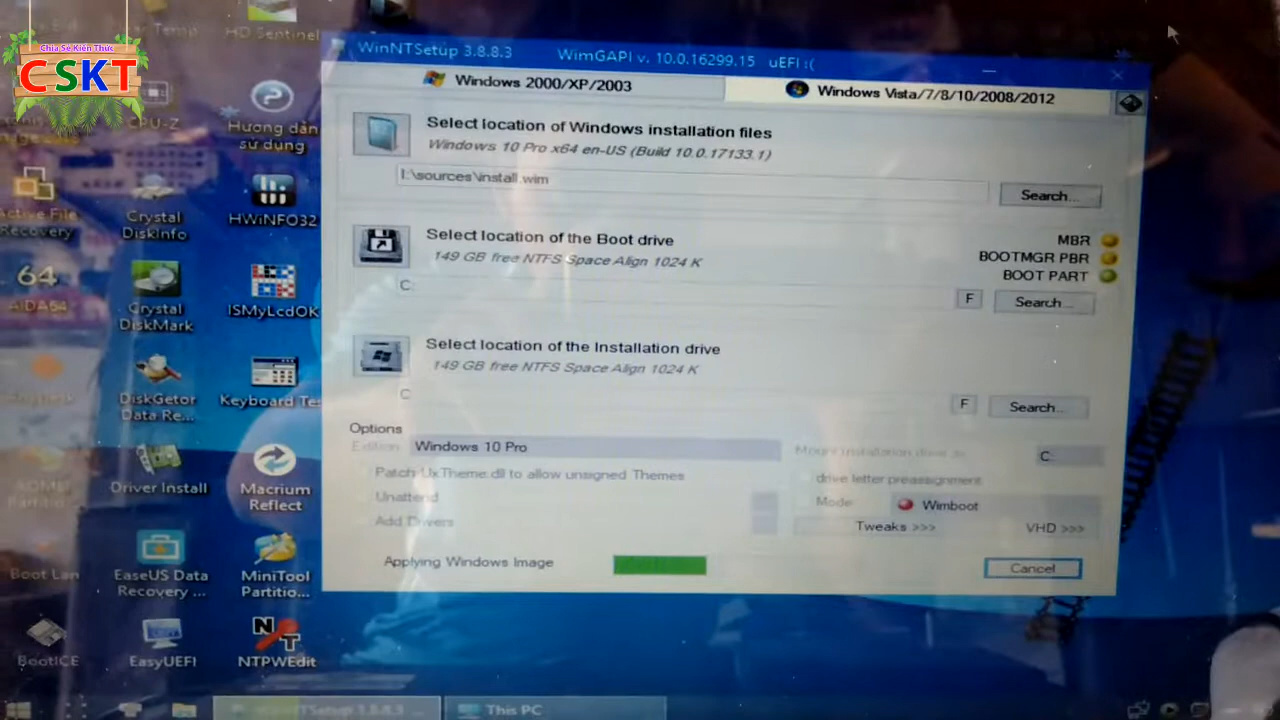 Chia Sẻ Kiến Thức
CSKT
HD Sentinel
CPU-Z
Hướng dẫn
sử dụng
Active File
Recovery
Crystal
DiskInfo
HWiNFO32
64
AIDA64
Crystal
DiskMark
ISMyLcdOK
DiskGetor
Data Re...
Keyboard Te
Driver Install
Macrium
Reflect
Boot Lan
EaseUS Data
Recovery ...
MiniTool
Partitio...
BootICE
EasyUEFI
NT
NTPWEdit
WinNTSetup 3.8.8.3 WimGAPI v. 10.0.16299.15 uEFI :(
Windows 2000/XP/2003
Windows Vista/7/8/10/2008/2012
Select location of Windows installation files
Windows 10 Pro x64 en-US (Build 10.0.17133.1)
I:\sources\install.wim
Search...
Select location of the Boot drive
149 GB free NTFS Space Align 1024 K
C:
MBR
BOOTMGR PBR
BOOT PART
F
Search...
Select location of the Installation drive
149 GB free NTFS Space Align 1024 K
C:
F
Search...
Options
Edition
Windows 10 Pro
Mount installation drive as
C:
Patch UxTheme.dll to allow unsigned Themes
drive letter preassignment
Unattend
Mode:
Wimboot
Add Drivers
Tweaks >>>
VHD >>>
Applying Windows Image
Cancel
WinNTSetup 3.8.8.3 ...
This PC